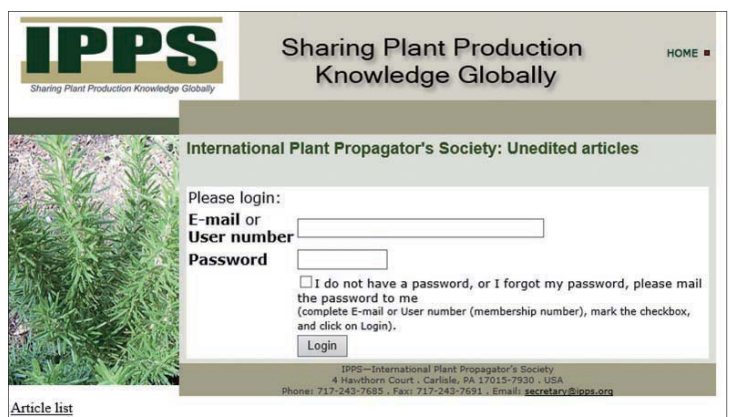 IPPS
Sharing Plant Production Knowledge Globally
Sharing Plant Production
Knowledge Globally
HOME
International Plant Propagator's Society: Unedited articles
Please login:
E-mail or
User number
Password
I do not have a password, or I forgot my password, please mail
the password to me
(complete E-mail or User number (membership number), mark the checkbox,
and click on Login).
Login
IPPS—International Plant Propagator's Society
4 Hawthorn Court . Carlisle, PA 17015-7930 . USA
Phone: 717-243-7685 . Fax: 717-243-7691 . Email: secretary@ipps.org
Article list